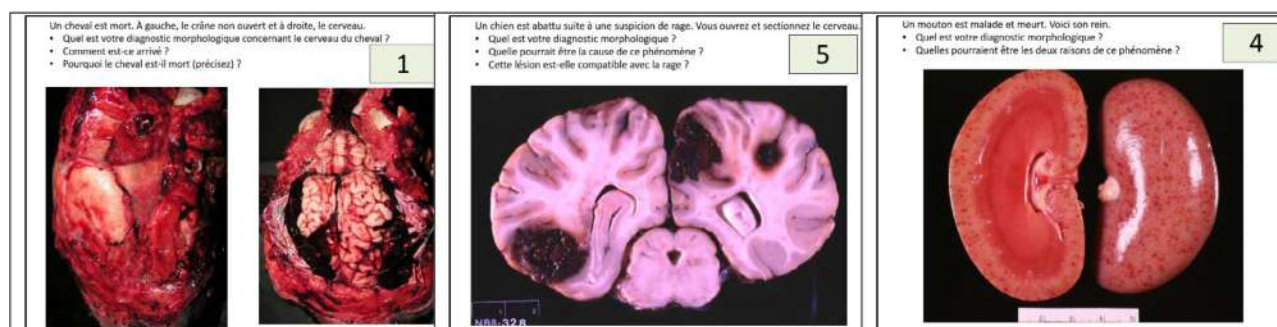 Un cheval est mort. À gauche, le crâne non ouvert et à droite, le cerveau.
• Quel est votre diagnostic morphologique concernant le cerveau du cheval ?
• Comment est-ce arrivé ?
• Pourquoi le cheval est-il mort (précisez) ?
1
Un chien est abattu suite à une suspicion de rage. Vous ouvrez et sectionnez le cerveau.
• Quel est votre diagnostic morphologique ?
• Quelle pourrait être la cause de ce phénomène ?
• Cette lésion est-elle compatible avec la rage ?
5
Un mouton est malade et meurt. Voici son rein.
• Quel est votre diagnostic morphologique ?
• Quelles pourraient être les deux raisons de ce phénomène ?
4